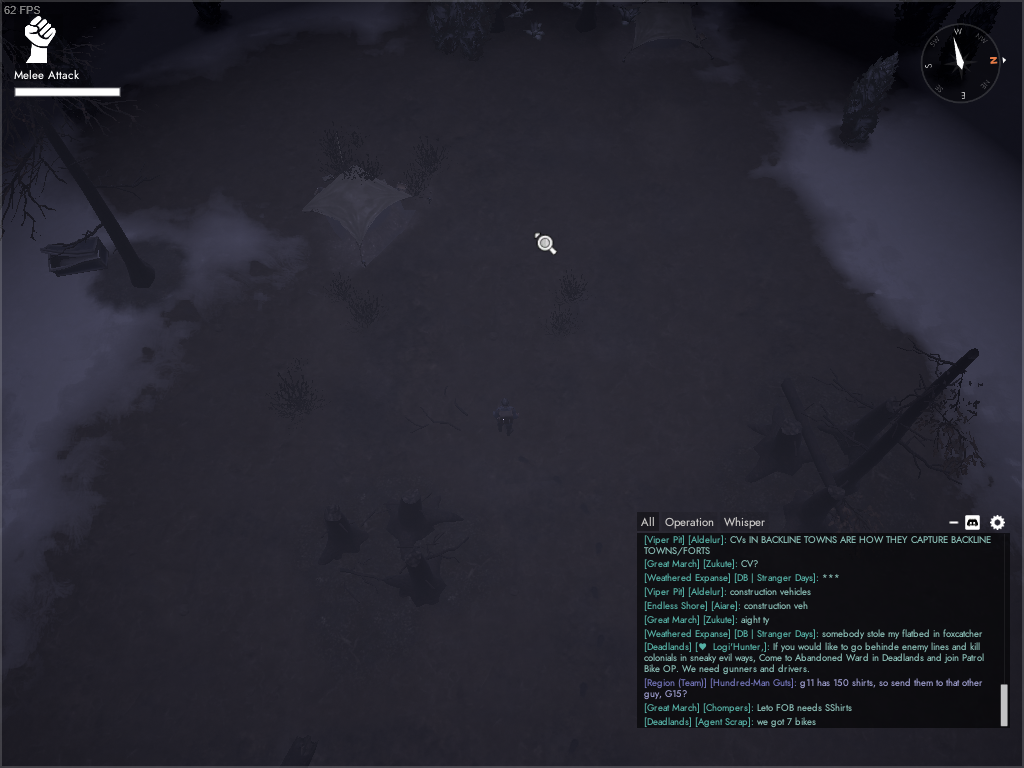 62 FPS
Melee Attack
W
NW
N
NE
E
SE
S
SW
All Operation Whisper
[Viper Pit] [Aldelur]: CVs IN BACKLINE TOWNS ARE HOW THEY CAPTURE BACKLINE
TOWNS/FORTS
[Great March] [Zukute]: CV?
[Weathered Expanse] [DB | Stranger Days]: ***
[Viper Pit] [Aldelur]: construction vehicles
[Endless Shore] [Aiare]: construction veh
[Great March] [Zukute]: aight ty
[Weathered Expanse] [DB | Stranger Days]: somebody stole my flatbed in foxcatcher
[Deadlands] [♥ Logi'Hunter,]: If you would like to go behinde enemy lines and kill
colonials in sneaky evil ways, Come to Abandoned Ward in Deadlands and join Patrol
Bike OP. We need gunners and drivers.
[Region (Team)] [Hundred-Man Guts]: g11 has 150 shirts, so send them to that other
guy, G15?
[Great March] [Chompers]: Leto FOB needs SShirts
[Deadlands] [Agent Scrap]: we got 7 bikes